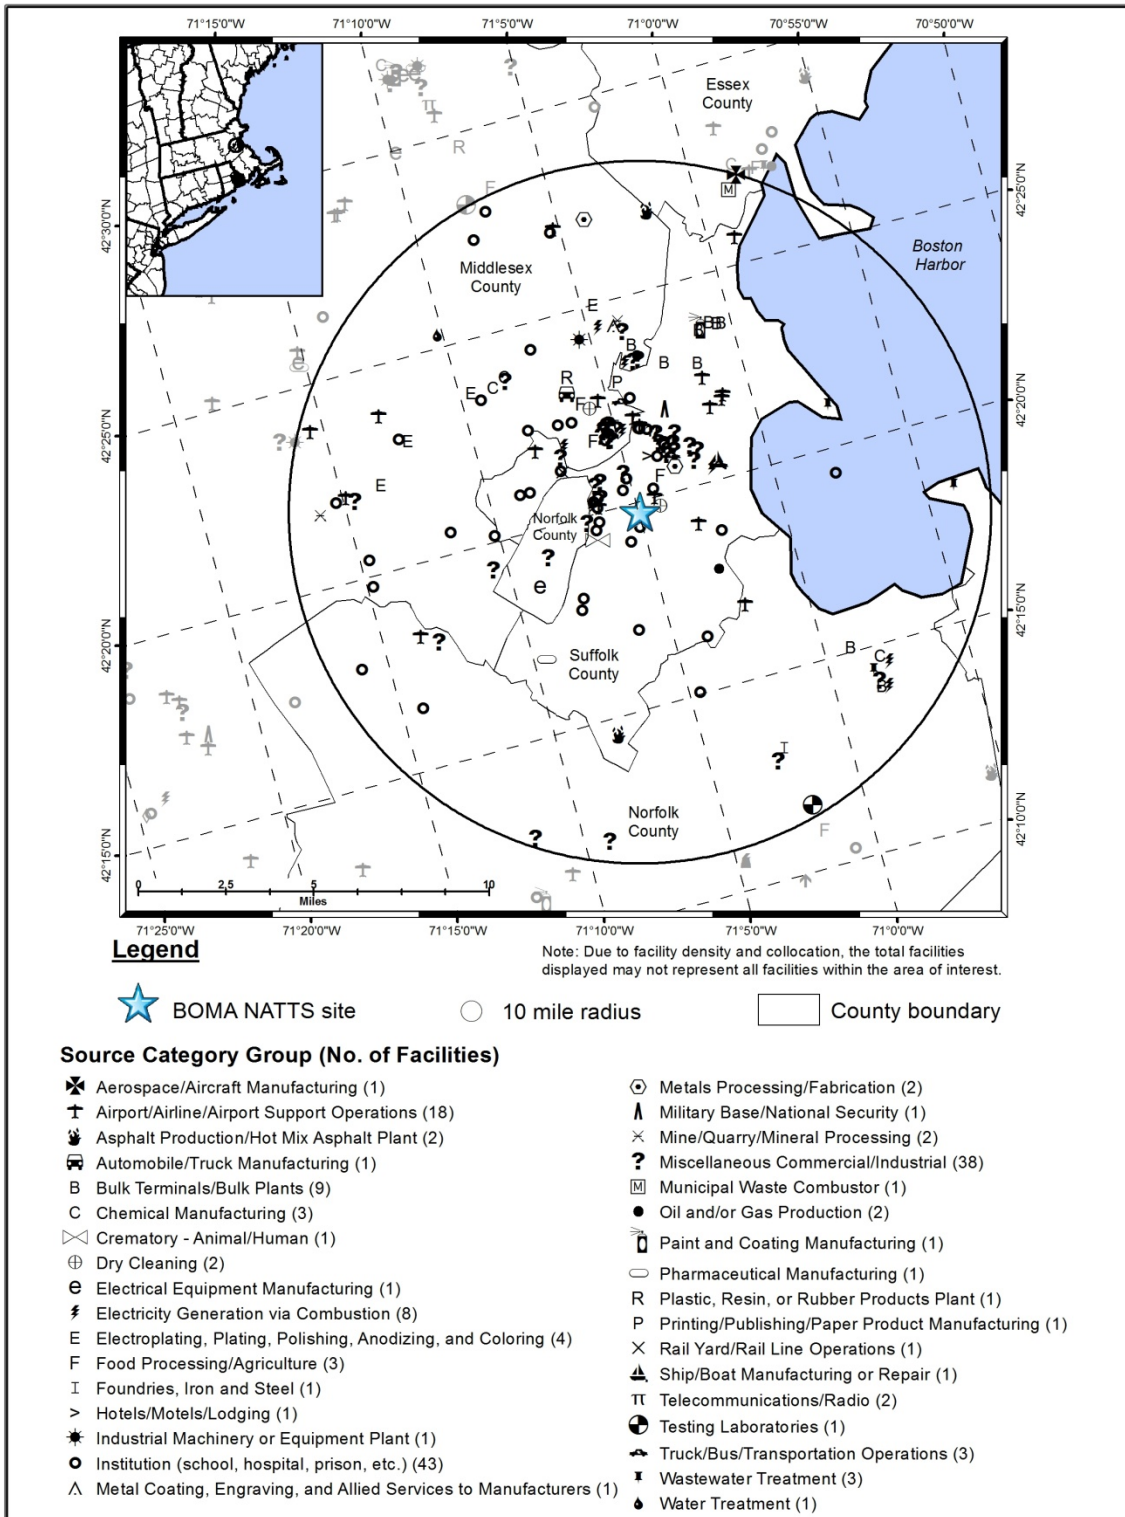 71°15'0"W 71°10'0"W 71°5'0"W 71°0'0"W 70°55'0"W 70°50'0"W
Essex
County
Boston
Harbor
Middlesex
County
Norfolk
County
Suffolk
County
Norfolk
County
42°30'0"N
42°25'0"N
42°20'0"N
42°15'0"N
42°25'0"N
42°20'0"N
42°15'0"N
42°10'0"N
0 2.5 5 10
Miles
71°25'0"W 71°20'0"W 71°15'0"W 71°10'0"W 71°5'0"W 71°0'0"W
Legend
Note: Due to facility density and collocation, the total facilities
displayed may not represent all facilities within the area of interest.
BOMA NATTS site 10 mile radius County boundary
Source Category Group (No. of Facilities)
Aerospace/Aircraft Manufacturing (1)
Airport/Airline/Airport Support Operations (18)
Asphalt Production/Hot Mix Asphalt Plant (2)
Automobile/Truck Manufacturing (1)
B Bulk Terminals/Bulk Plants (9)
C Chemical Manufacturing (3)
Crematory - Animal/Human (1)
Dry Cleaning (2)
e Electrical Equipment Manufacturing (1)
Electricity Generation via Combustion (8)
E Electroplating, Plating, Polishing, Anodizing, and Coloring (4)
F Food Processing/Agriculture (3)
I Foundries, Iron and Steel (1)
> Hotels/Motels/Lodging (1)
Industrial Machinery or Equipment Plant (1)
Institution (school, hospital, prison, etc.) (43)
Metal Coating, Engraving, and Allied Services to Manufacturers (1)
Metals Processing/Fabrication (2)
Military Base/National Security (1)
Mine/Quarry/Mineral Processing (2)
? Miscellaneous Commercial/Industrial (38)
M Municipal Waste Combustor (1)
Oil and/or Gas Production (2)
Paint and Coating Manufacturing (1)
Pharmaceutical Manufacturing (1)
R Plastic, Resin, or Rubber Products Plant (1)
P Printing/Publishing/Paper Product Manufacturing (1)
Rail Yard/Rail Line Operations (1)
Ship/Boat Manufacturing or Repair (1)
π Telecommunications/Radio (2)
Testing Laboratories (1)
Truck/Bus/Transportation Operations (3)
Wastewater Treatment (3)
Water Treatment (1)